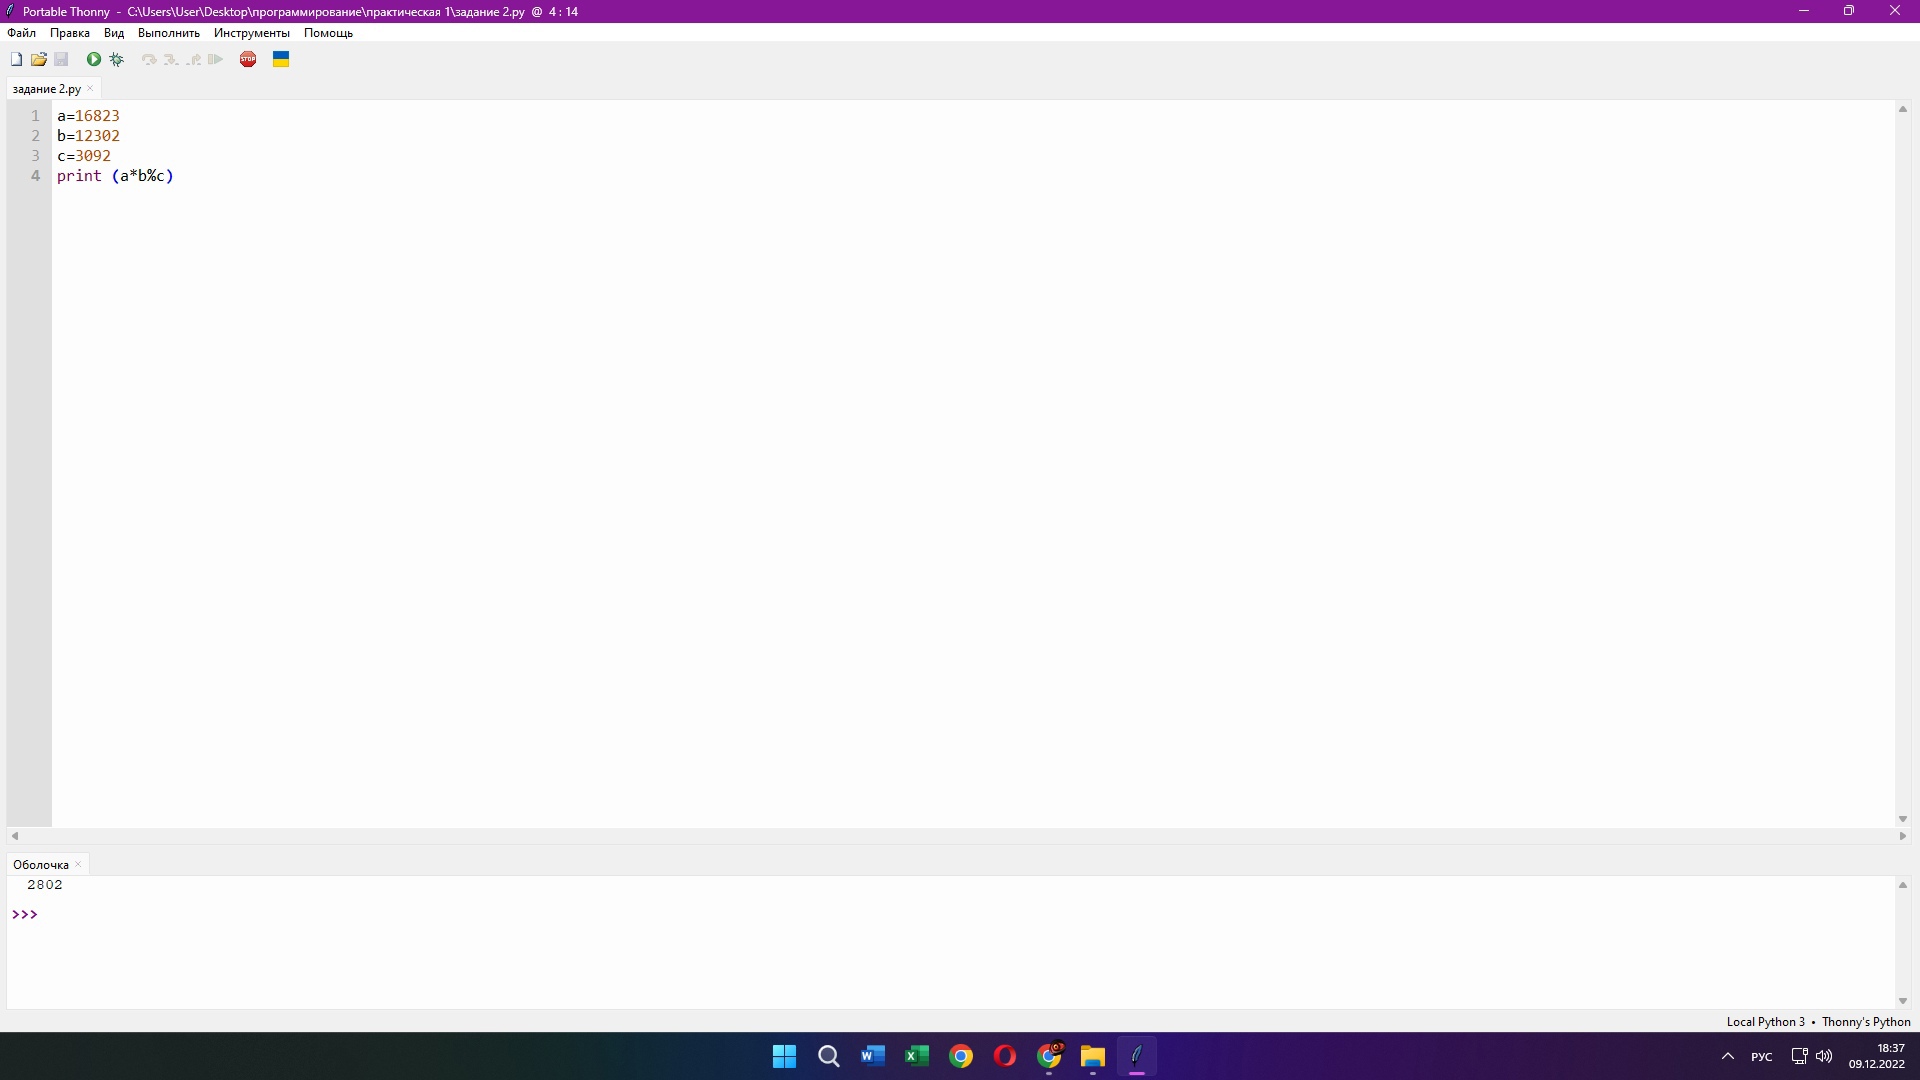 Portable Thonny - C:\Users\User\Desktop\программирование\практическая 1\задание 2.py @ 4 : 14
Файл Правка Вид Выполнить Инструменты Помощь
STOP
задание 2.py ×
1 a=16823
2 b=12302
3 c=3092
4 print (a*b%c)
Оболочка ×
2802
>>>
Local Python 3 • Thonny's Python
РУС
18:37
09.12.2022